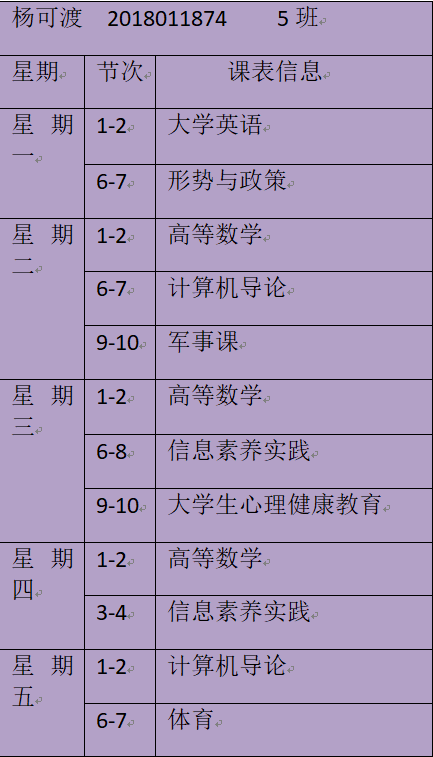 杨可渡 2018011874 5班
星期 节次 课表信息
星期一 1-2 大学英语
6-7 形势与政策
星期二 1-2 高等数学
6-7 计算机导论
9-10 军事课
星期三 1-2 高等数学
6-8 信息素养实践
9-10 大学生心理健康教育
星期四 1-2 高等数学
3-4 信息素养实践
星期五 1-2 计算机导论
6-7 体育